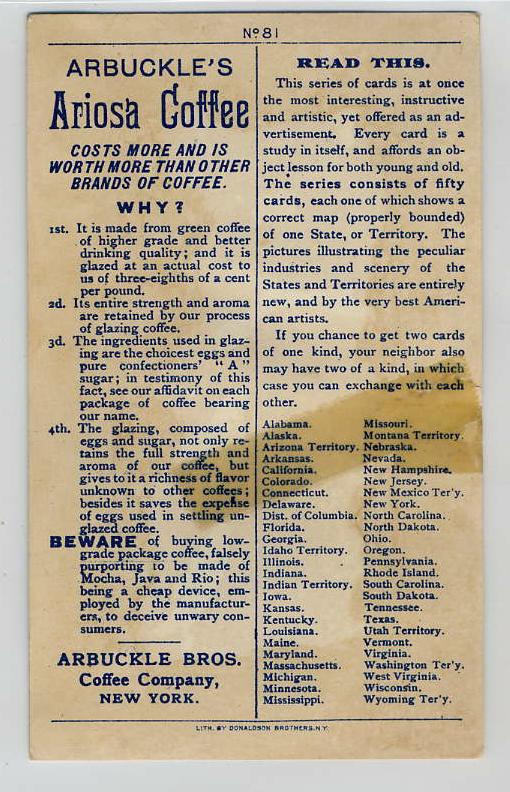 No 81
ARBUCKLE'S
Ariosa Coffee
COSTS MORE AND IS
WORTH MORE THAN OTHER
BRANDS OF COFFEE.
WHY?
1st. It is made from green coffee
of higher grade and better
drinking quality; and it is
glazed at an actual cost to
us of three-eighths of a cent
per pound.
2d. Its entire strength and aroma
are retained by our process
of glazing coffee.
3d. The ingredients used in glaz-
ing are the choicest eggs and
pure confectioners' "A"
sugar; in testimony of this
fact, see our affidavit on each
package of coffee bearing
our name.
4th. The glazing, composed of
eggs and sugar, not only re-
tains the full strength and
aroma of our coffee, but
gives to it a richness of flavor
unknown to other coffees;
besides it saves the expense
of eggs used in settling un-
glazed coffee.
BEWARE of buying low-
grade package coffee, falsely
purporting to be made of
Mocha, Java and Rio; this
being a cheap device, em-
ployed by the manufactur-
ers, to deceive unwary con-
sumers.
ARBUCKLE BROS.
Coffee Company,
NEW YORK.
READ THIS.
This series of cards is at once
the most interesting, instructive
and artistic, yet offered as an ad-
vertisement. Every card is a
study in itself, and affords an ob-
ject lesson for both young and old.
The series consists of fifty
cards, each one of which shows a
correct map (properly bounded)
of one State, or Territory. The
pictures illustrating the peculiar
industries and scenery of the
States and Territories are entirely
new, and by the very best Ameri-
can artists.
If you chance to get two cards
of one kind, your neighbor also
may have two of a kind, in which
case you can exchange with each
other.
Alabama.
Alaska.
Arizona Territory.
Arkansas.
California.
Colorado.
Connecticut.
Delaware.
Dist. of Columbia.
Florida.
Georgia.
Idaho Territory.
Illinois.
Indiana.
Indian Territory.
Iowa.
Kansas.
Kentucky.
Louisiana.
Maine.
Maryland.
Massachusetts.
Michigan.
Minnesota.
Mississippi.
Missouri.
Montana Territory.
Nebraska.
Nevada.
New Hampshire.
New Jersey.
New Mexico Ter'y.
New York.
North Carolina.
North Dakota.
Ohio.
Oregon.
Pennsylvania.
Rhode Island.
South Carolina.
South Dakota.
Tennessee.
Texas.
Utah Territory.
Vermont.
Virginia.
Washington Ter'y.
West Virginia.
Wisconsin.
Wyoming Ter'y.
LITH. BY DONALDSON BROTHERS, N.Y.